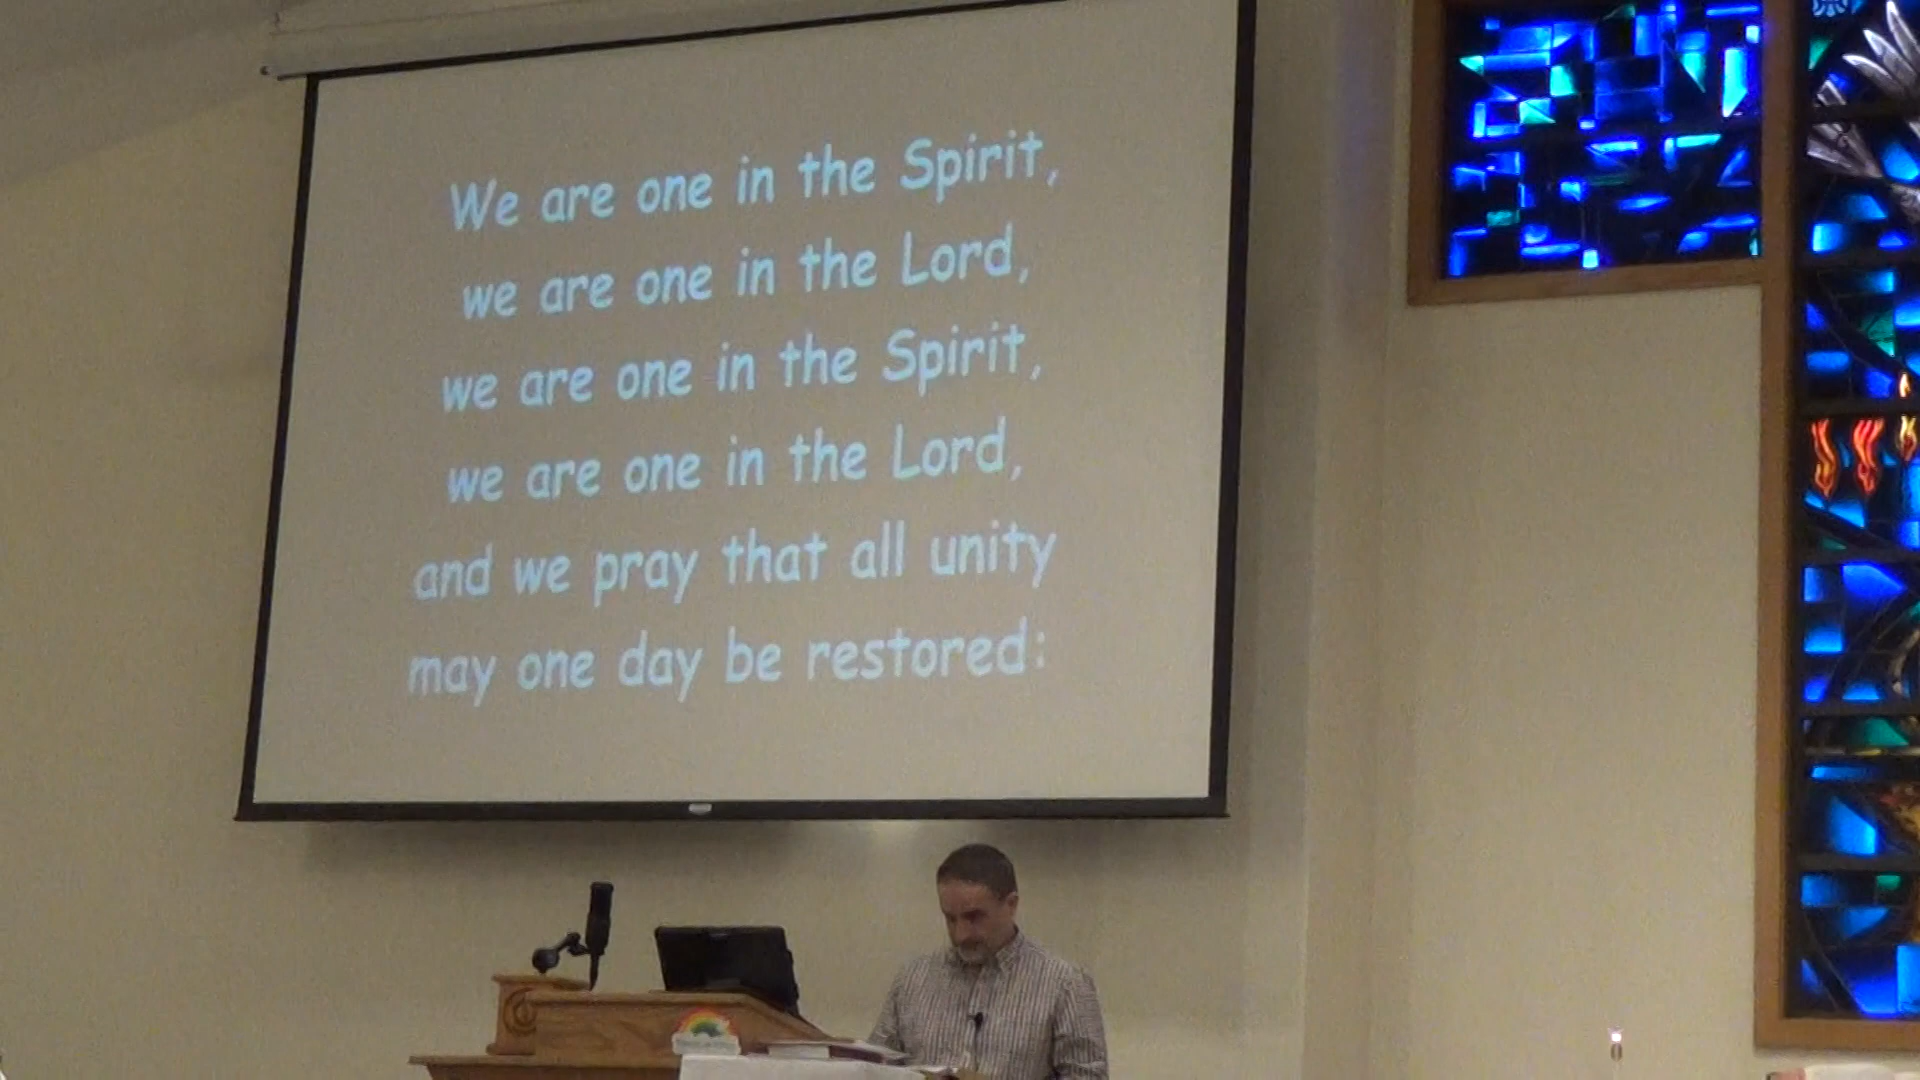 We are one in the Spirit,
we are one in the Lord,
we are one in the Spirit,
we are one in the Lord,
and we pray that all unity
may one day be restored: